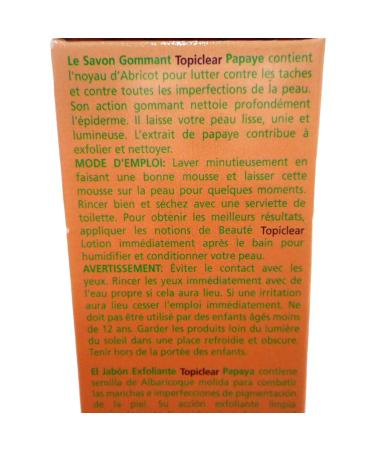 Le Savon Gommant Topiclear Papaye contient
l'noyau d'Abricot pour lutter contre les taches
et contre toutes les imperfections de la peau.
Son action gommant nettoie profondément
l'épiderme. Il laisse votre peau lisse, unie et
lumineuse. L'extrait de papaye contribue à
exfolier et nettoyer.
MODE D'EMPLOI: Laver minutieusement en
faisant une bonne mousse et laisser cette
mousse sur la peau pour quelques moments.
Rincer bien et séchez avec une serviette de
toilette. Pour obtenir les meilleurs résultats,
appliquer les notions de Beauté Topiclear
Lotion immédiatement après le bain pour
humidifier et conditionner votre peau.
AVERTISSEMENT: Éviter le contact avec les
yeux. Rincer les yeux immédiatement avec de
l'eau propre si cela aura lieu. Si une irritation
aura lieu cesser l'emploi immédiatement. Ne
doit pas être utilisé par des enfants âgés moins
de 12 ans. Garder les produits loin du lumière
du soleil dans une place refroidie et obscure.
Tenir hors de la portée des enfants.
El Jabón Exfoliante Topiclear Papaya contiene
semilla de Albaricoque molida para combatir
las manchas e imperfecciones de pigmentación
de la piel. Su acción exfoliante limpia